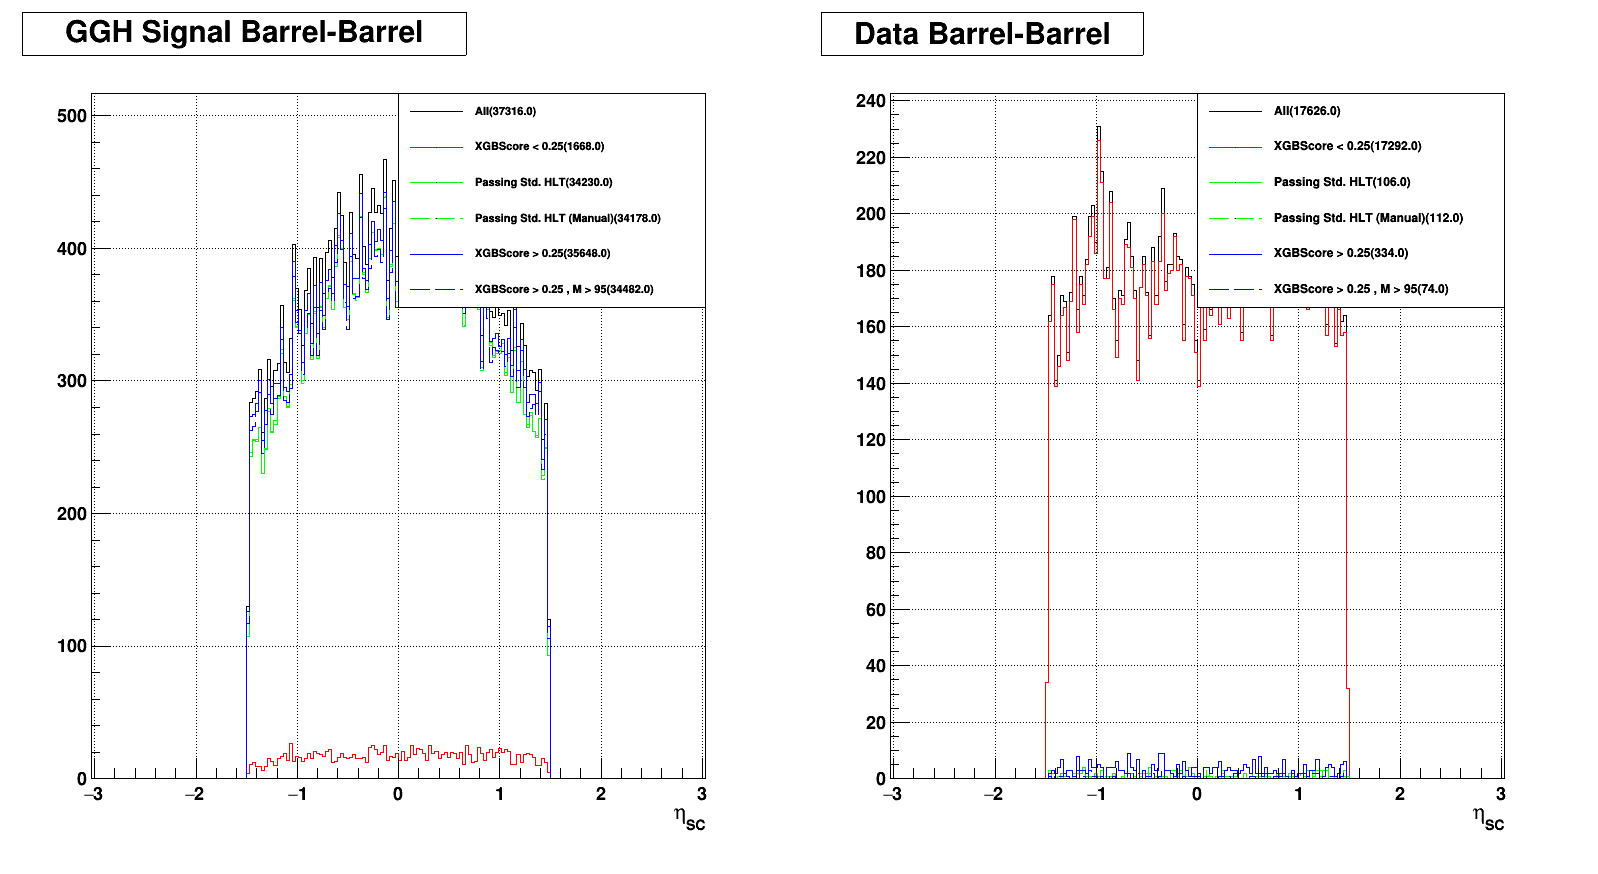 GGH Signal Barrel-Barrel
500
400
300
200
100
0
−3
−2
−1
0
1
2
3
ηSC
All(37316.0)
XGBScore < 0.25(1668.0)
Passing Std. HLT(34230.0)
Passing Std. HLT (Manual)(34178.0)
XGBScore > 0.25(35648.0)
XGBScore > 0.25 , M > 95(34482.0)
Data Barrel-Barrel
240
220
200
180
160
140
120
100
80
60
40
20
0
−3
−2
−1
0
1
2
3
ηSC
All(17626.0)
XGBScore < 0.25(17292.0)
Passing Std. HLT(106.0)
Passing Std. HLT (Manual)(112.0)
XGBScore > 0.25(334.0)
XGBScore > 0.25 , M > 95(74.0)